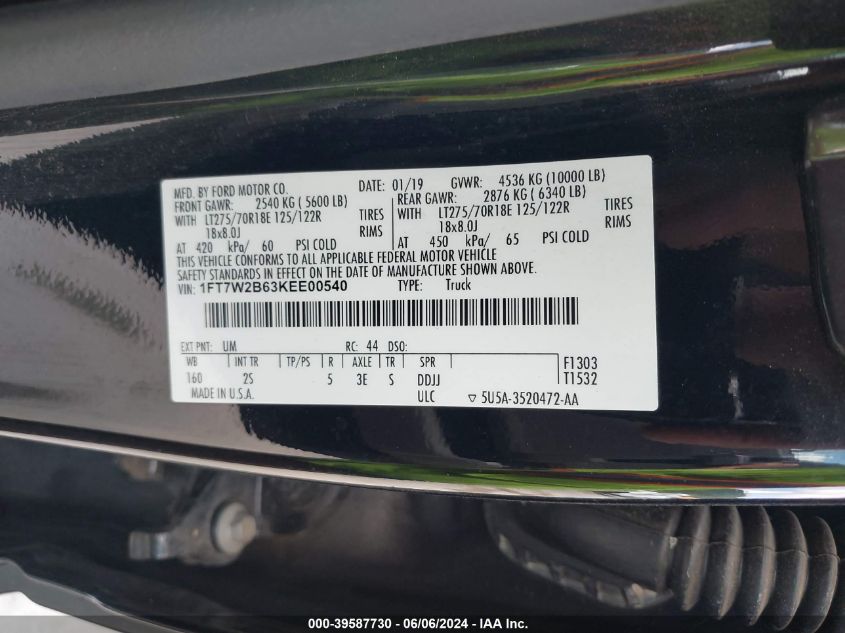 MFD. BY FORD MOTOR CO. DATE: 01/19 GVWR: 4536 KG (10000 LB)
FRONT GAWR: 2540 KG ( 5600 LB) REAR GAWR: 2876 KG ( 6340 LB)
WITH LT275/70R18E 125/122R TIRES WITH LT275/70R18E 125/122R TIRES
18x8.0J RIMS 18x8.0J RIMS
AT 420 kPa/ 60 PSI COLD AT 450 kPa/ 65 PSI COLD
THIS VEHICLE CONFORMS TO ALL APPLICABLE FEDERAL MOTOR VEHICLE
SAFETY STANDARDS IN EFFECT ON THE DATE OF MANUFACTURE SHOWN ABOVE.
VIN: 1FT7W2B63KEE00540 TYPE: Truck
EXT PNT: UM RC: 44 DSO:
WB INT TR TP/PS R AXLE TR SPR F1303
160 2S 5 3E S DDJJ T1532
MADE IN U.S.A. ULC ▽ 5U5A-3520472-AA
000-39587730 - 06/06/2024 - IAA Inc.